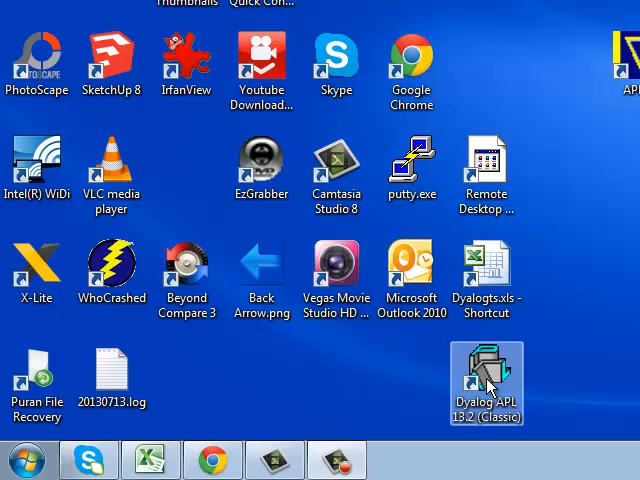 Thumbnails
Quick Con...
PhotoScape
SketchUp 8
IrfanView
Youtube
Download...
Skype
Google
Chrome
Intel(R) WiDi
VLC media
player
EzGrabber
Camtasia
Studio 8
putty.exe
Remote
Desktop ...
X-Lite
WhoCrashed
Beyond
Compare 3
Back
Arrow.png
Vegas Movie
Studio HD ...
Microsoft
Outlook 2010
Dyalogts.xls -
Shortcut
Puran File
Recovery
20130713.log
Dyalog APL
13.2 (Classic)